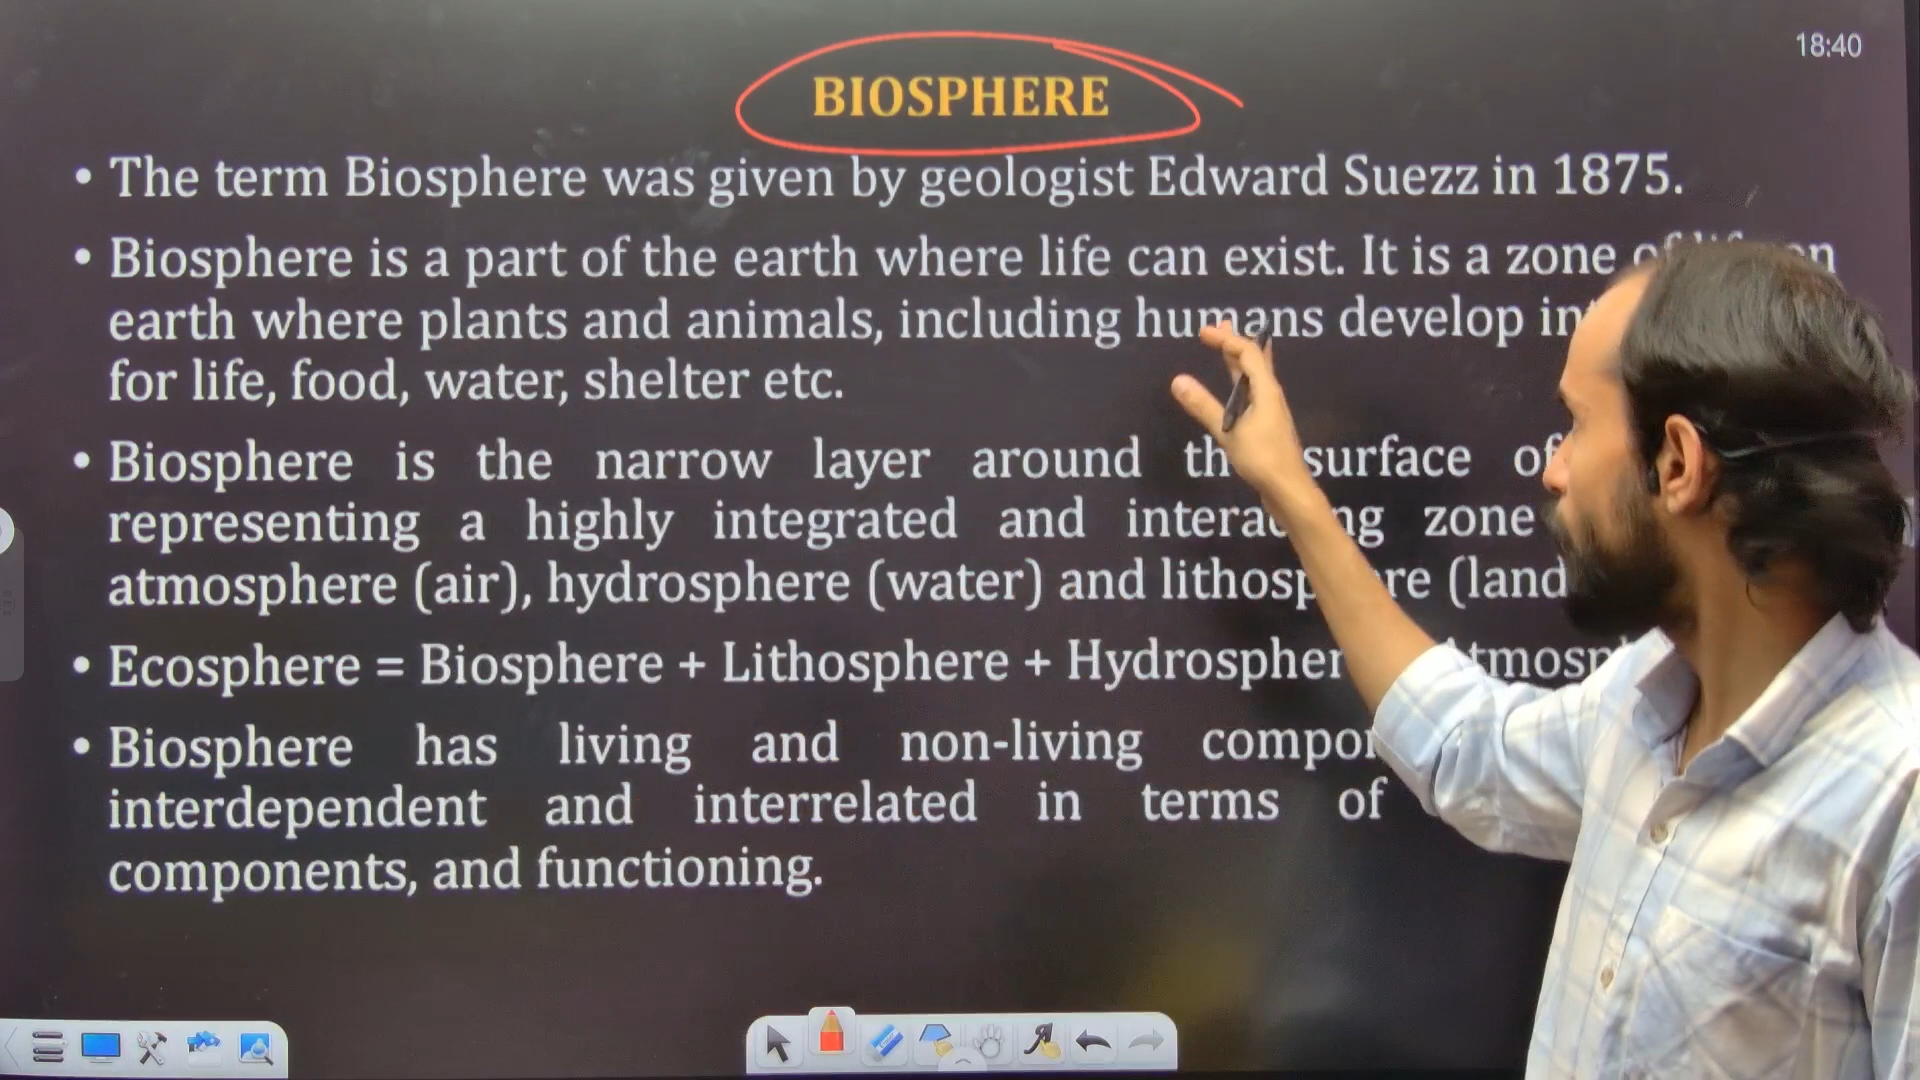 18:40
BIOSPHERE
• The term Biosphere was given by geologist Edward Suezz in 1875.
• Biosphere is a part of the earth where life can exist. It is a zone
earth where plants and animals, including humans develop
for life, food, water, shelter etc.
• Biosphere is the narrow layer around surface of
representing a highly integrated and zone
atmosphere (air), hydrosphere (water) and (land
• Ecosphere = Biosphere + Lithosphere +
• Biosphere has living and non-living
interdependent and interrelated in terms of
components, and functioning.